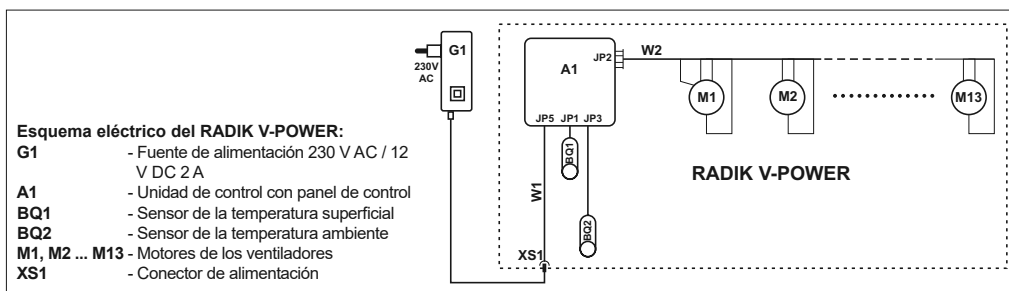 G1
230V
AC
A1
JP2
W2
JP5 JP1 JP3
M1
M2
M13
BQ1
W1
BQ2
XS1
RADIK V-POWER
Esquema eléctrico del RADIK V-POWER:
G1 - Fuente de alimentación 230 V AC / 12
V DC 2 A
A1 - Unidad de control con panel de control
BQ1 - Sensor de la temperatura superficial
BQ2 - Sensor de la temperatura ambiente
M1, M2 ... M13 - Motores de los ventiladores
XS1 - Conector de alimentación